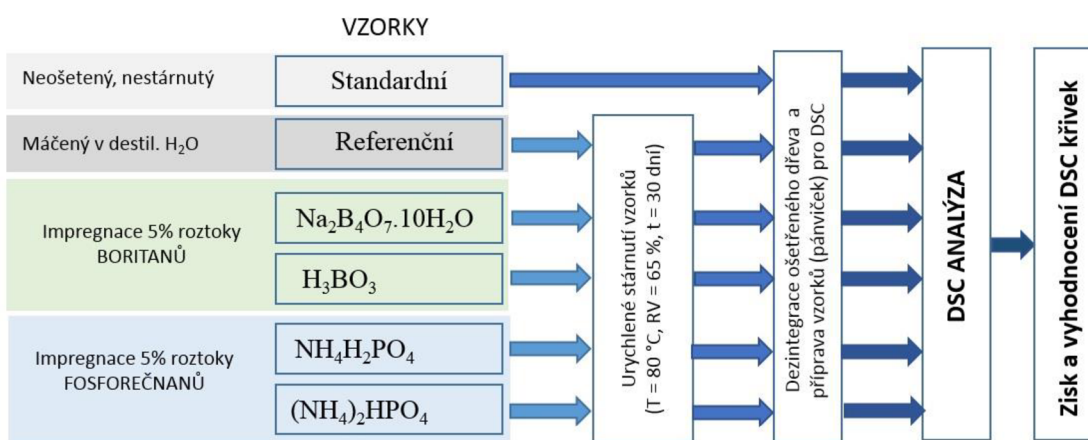 VZORKY
Neošetený, nestárnutý
Standardní
Máčený v destil. H₂O
Referenční
Impregnace 5% roztoky
BORITANŮ
Na₂B₄O₇.10H₂O
H₃BO₃
Impregnace 5% roztoky
FOSFOREČNANŮ
NH₄H₂PO₄
(NH₄)₂HPO₄
Urychlené stárnutí vzorků
(T = 80 °C, RV = 65 %, t = 30 dní)
Dezintegrace ošetřeného dřeva a
příprava vzorků (pánviček) pro DSC
DSC ANALÝZA
Zisk a vyhodnocení DSC křivek